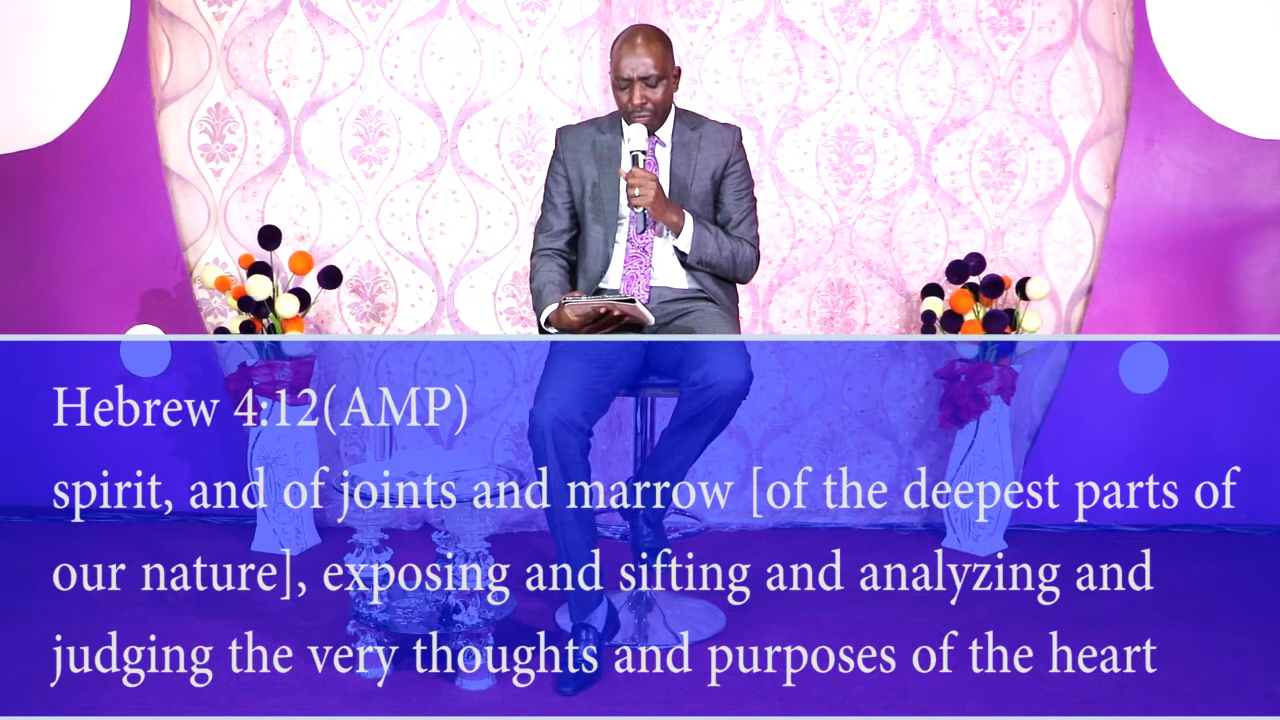 Hebrew 4:12(AMP)
spirit, and of joints and marrow [of the deepest parts of
our nature], exposing and sifting and analyzing and
judging the very thoughts and purposes of the heart